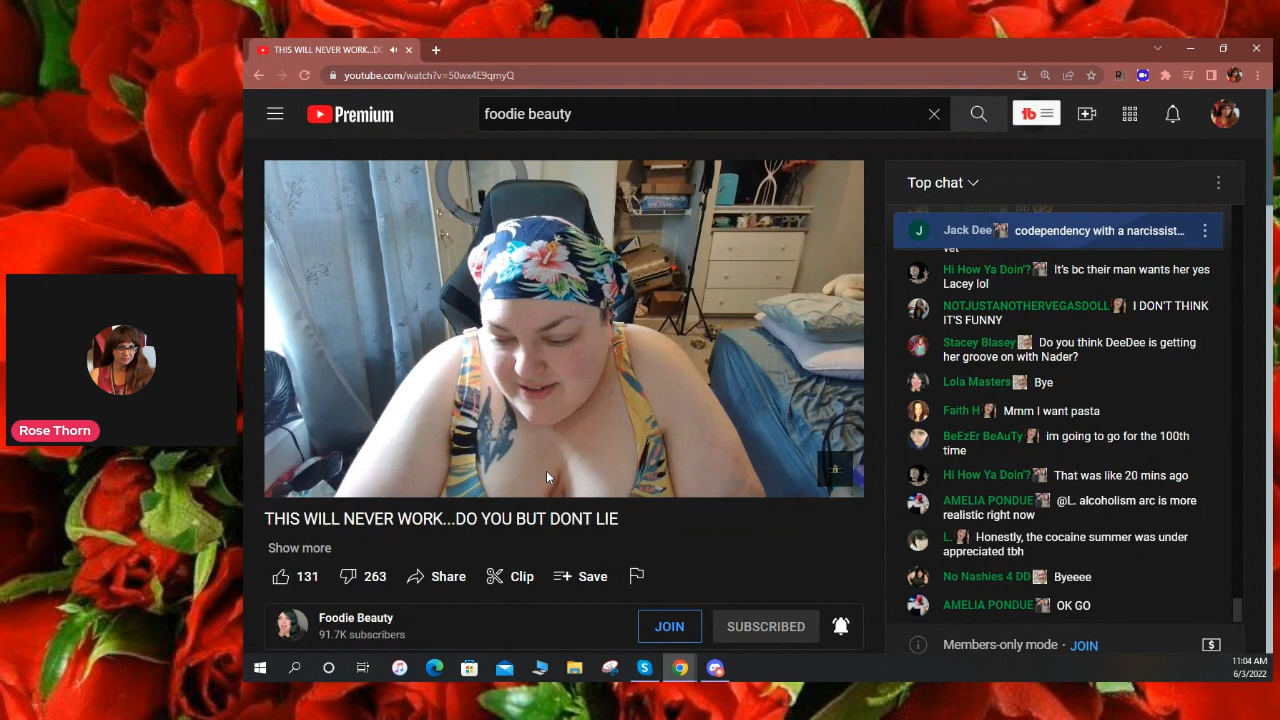 THIS WILL NEVER WORK...DO
youtube.com/watch?v=50wx4E9qmyQ
Premium
foodie beauty
tb
Top chat
J
Jack Dee codependency with a narcissist...
Hi How Ya Doin'? It's bc their man wants her yes
Lacey lol
NOTJUSTANOTHERVEGASDOLL I DON'T THINK
IT'S FUNNY
Stacey Blasey Do you think DeeDee is getting
her groove on with Nader?
Lola Masters Bye
Faith H Mmm I want pasta
BeEzEr BeAuTy im going to go for the 100th
time
Hi How Ya Doin'? That was like 20 mins ago
AMELIA PONDUE @L. alcoholism arc is more
realistic right now
L. Honestly, the cocaine summer was under
appreciated tbh
No Nashies 4 DD Byeeee
AMELIA PONDUE OK GO
Members-only mode · JOIN
Rose Thorn
THIS WILL NEVER WORK...DO YOU BUT DONT LIE
Show more
131
263
Share
Clip
Save
Foodie Beauty
91.7K subscribers
JOIN
SUBSCRIBED
11:04 AM
6/3/2022